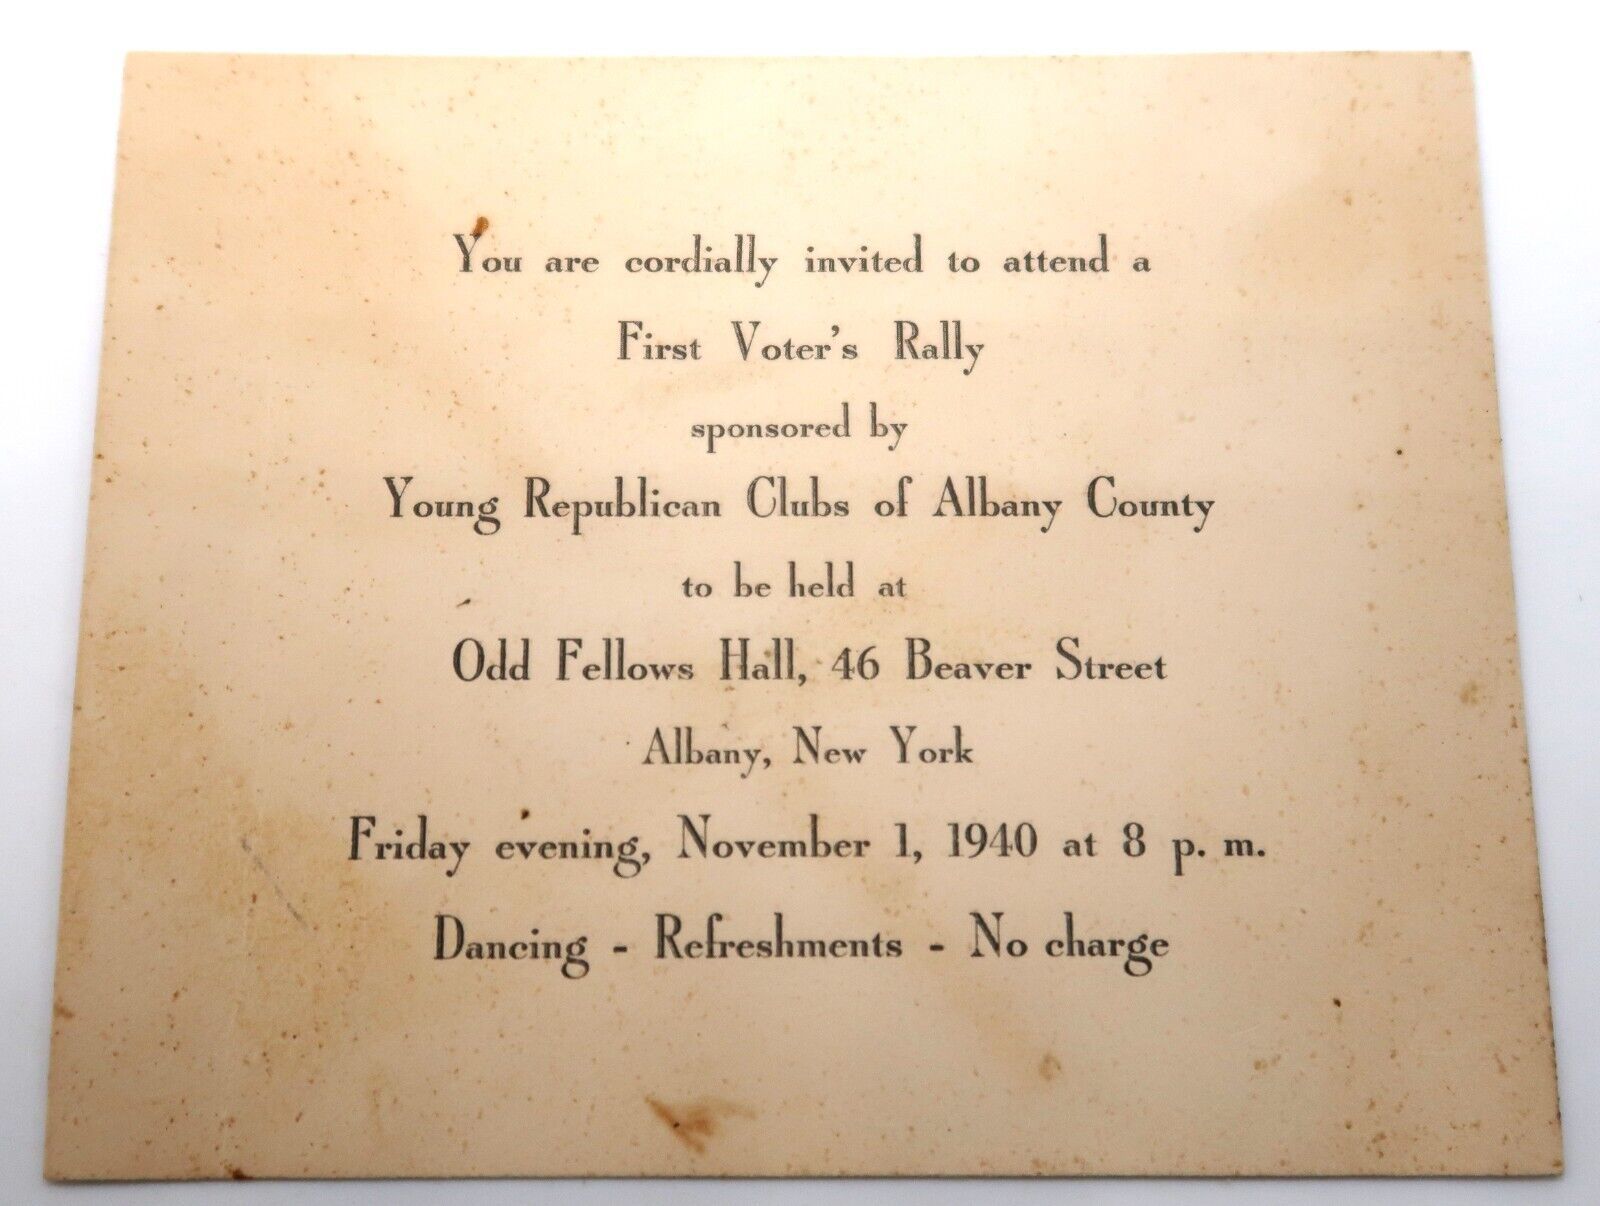 You are cordially invited to attend a
First Voter's Rally
sponsored by
Young Republican Clubs of Albany County
to be held at
Odd Fellows Hall, 46 Beaver Street
Albany, New York
Friday evening, November 1, 1940 at 8 p. m.
Dancing - Refreshments - No charge